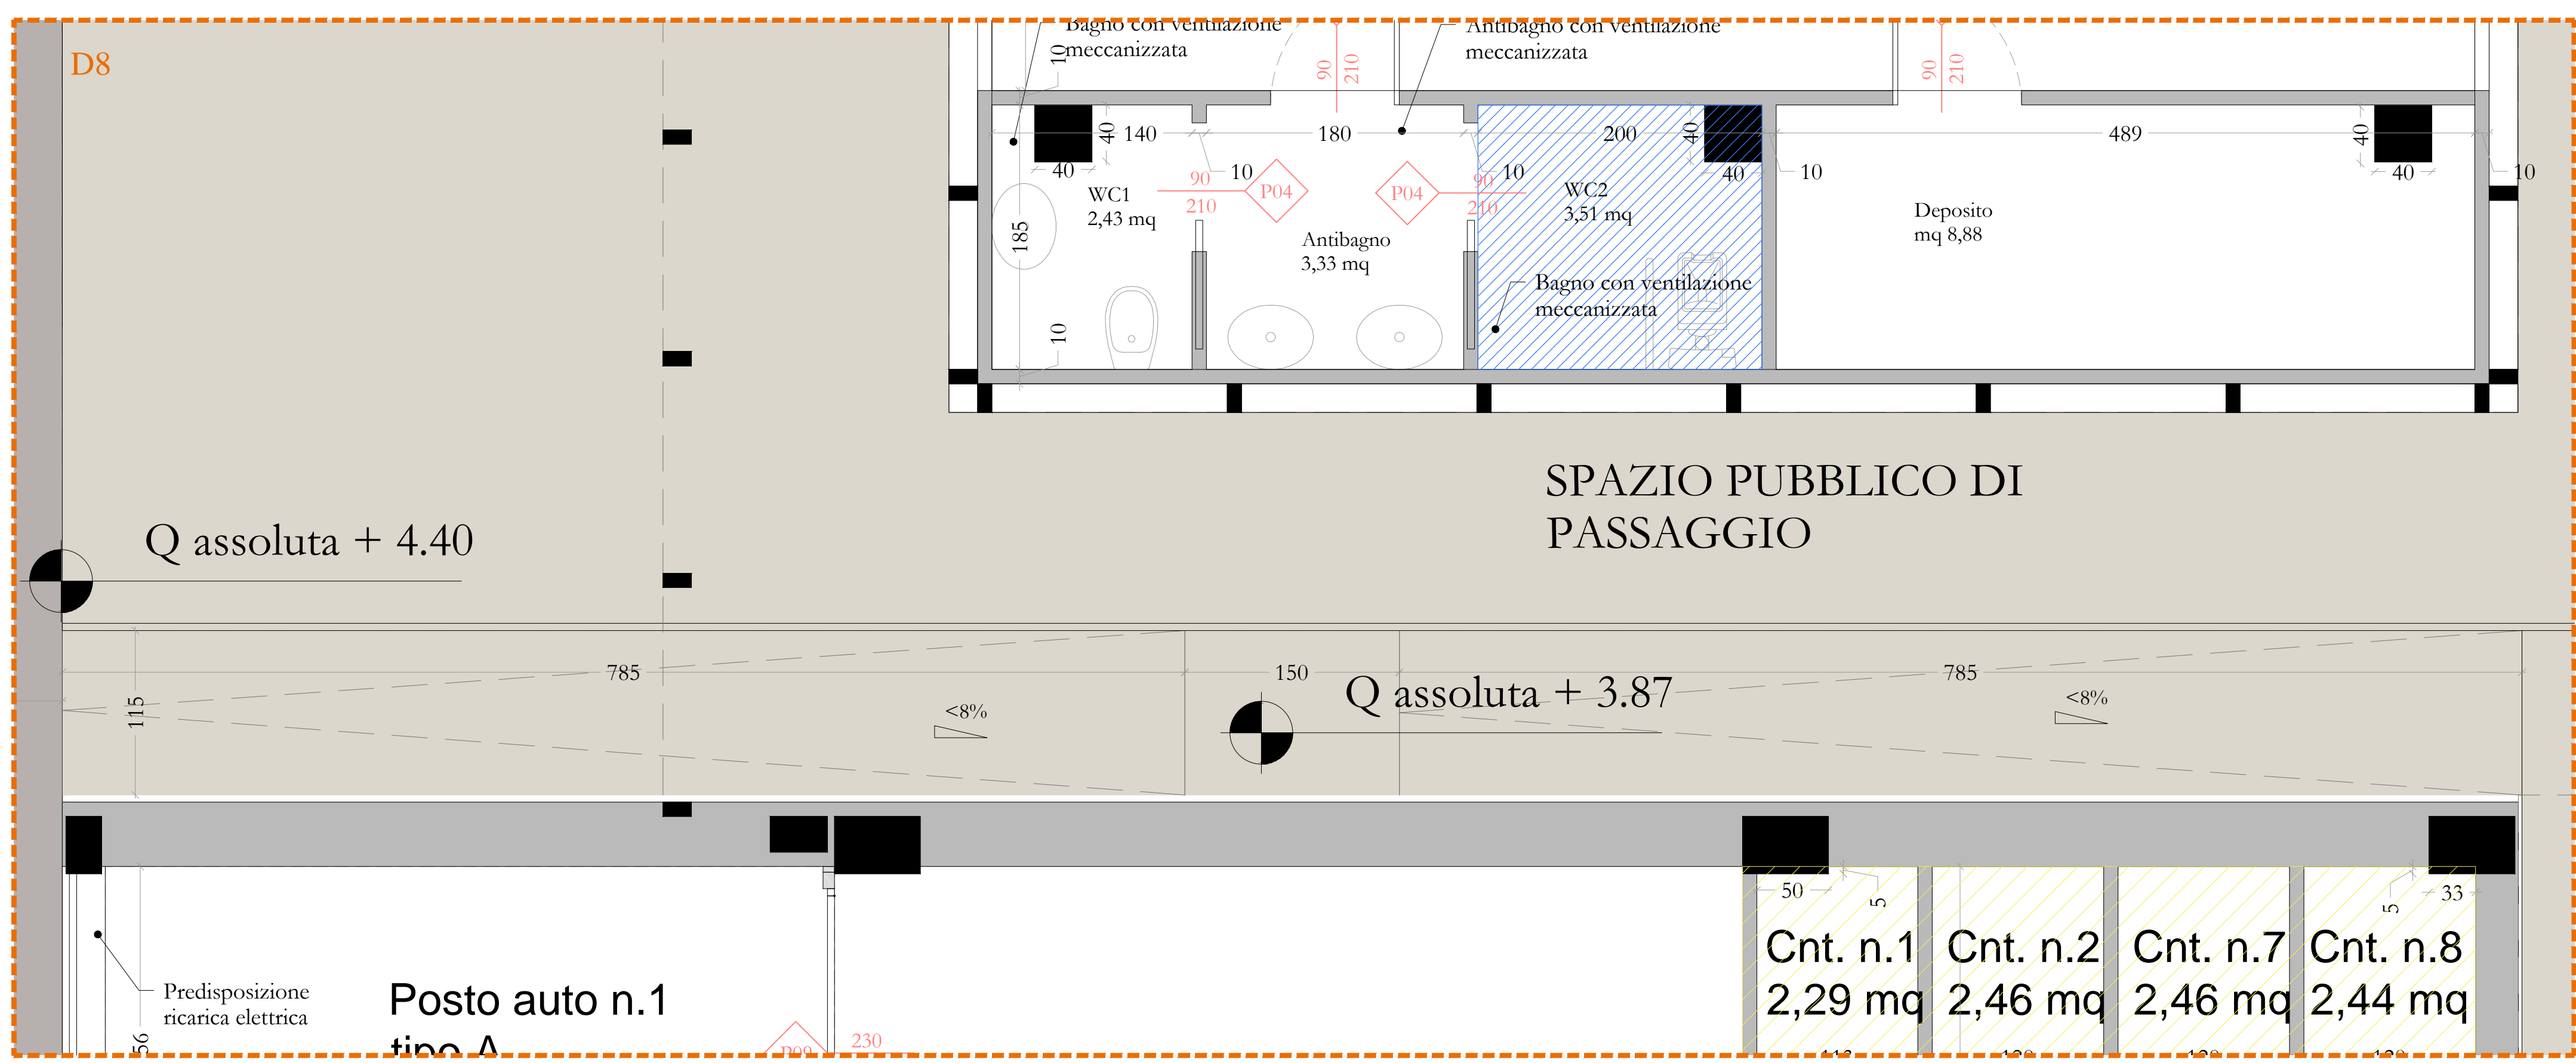 D8
Bagno con ventilazione
meccanizzata
Antibagno con ventilazione
meccanizzata
10
90
210
90
210
40
140
180
40
200
489
40
40
10
10
40
10
40
10
WC1
2,43 mq
90
210
P04
P04
90
210
WC2
3,51 mq
185
Antibagno
3,33 mq
Deposito
mq 8,88
Bagno con ventilazione
meccanizzata
10
SPAZIO PUBBLICO DI
PASSAGGIO
Q assoluta + 4.40
785
150
785
115
<8%
Q assoluta + 3.87
<8%
50
5
5
33
Cnt. n.1
2,29 mq
Cnt. n.2
2,46 mq
Cnt. n.7
2,46 mq
Cnt. n.8
2,44 mq
Predisposizione
ricarica elettrica
Posto auto n.1
tipo A
56
P09
230